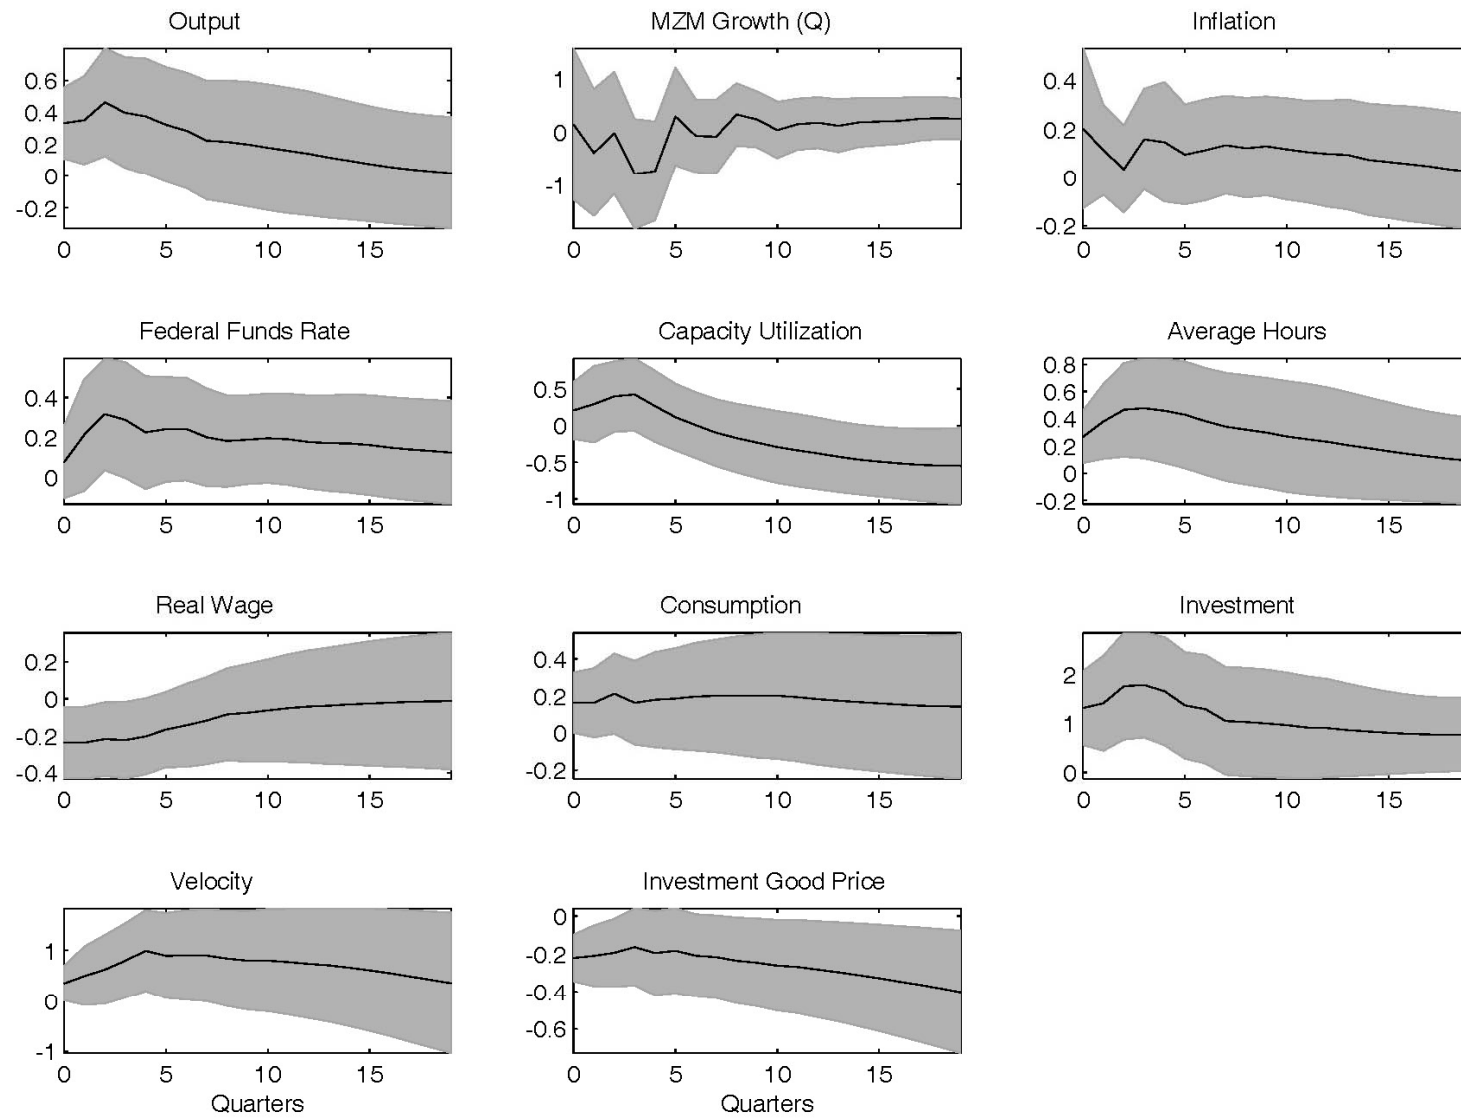 Output
0.6
0.4
0.2
0
-0.2
0 5 10 15
MZM Growth (Q)
1
0
-1
0 5 10 15
Inflation
0.4
0.2
0
-0.2
0 5 10 15
Federal Funds Rate
0.4
0.2
0
0 5 10 15
Capacity Utilization
0.5
0
-0.5
-1
0 5 10 15
Average Hours
0.8
0.6
0.4
0.2
0
-0.2
0 5 10 15
Real Wage
0.2
0
-0.2
-0.4
0 5 10 15
Consumption
0.4
0.2
0
-0.2
0 5 10 15
Investment
2
1
0
0 5 10 15
Velocity
1
0
-1
0 5 10 15
Quarters
Investment Good Price
0
-0.2
-0.4
-0.6
0 5 10 15
Quarters